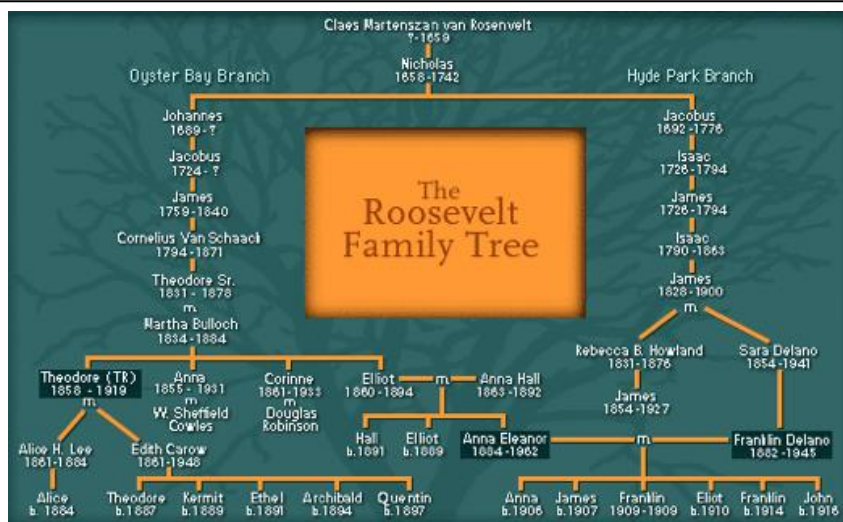 Claes Martenszan van Rosenvelt
?-1659
Nicholas
1658-1742
Oyster Bay Branch
Hyde Park Branch
Johannes
1689-?
Jacobus
1724-?
James
1759-1840
Cornelius Van Schaack
1794-1871
Theodore Sr.
1831 - 1878
m.
Martha Bulloch
1834-1884
The
Roosevelt
Family Tree
Jacobus
1692-1776
Isaac
1726-1794
James
1726-1794
Isaac
1790-1863
James
1828-1900
m.
Rebecca B. Howland
1831-1876
James
1854-1927
Sara Delano
1854-1941
Theodore (TR)
1858 - 1919
m.
Anna
1855 - 1931
m.
W. Sheffield
Cowles
Corinne
1861-1933
m
Douglas
Robinson
Elliot
1860-1894
m.
Anna Hall
1863-1892
Alice H. Lee
1861-1884
Edith Carow
1861-1948
Hall
b.1891
Elliot
b.1889
Anna Eleanor
1884-1962
m.
Franklin Delano
1882-1945
Alice
b. 1884
Theodore
b.1887
Kermit
b.1889
Ethel
b.1891
Archibald
b.1894
Quentin
b.1897
Anna
b.1906
James
b.1907
Franklin
1909-1909
Eliot
b.1910
Franklin
b.1914
John
b.1916